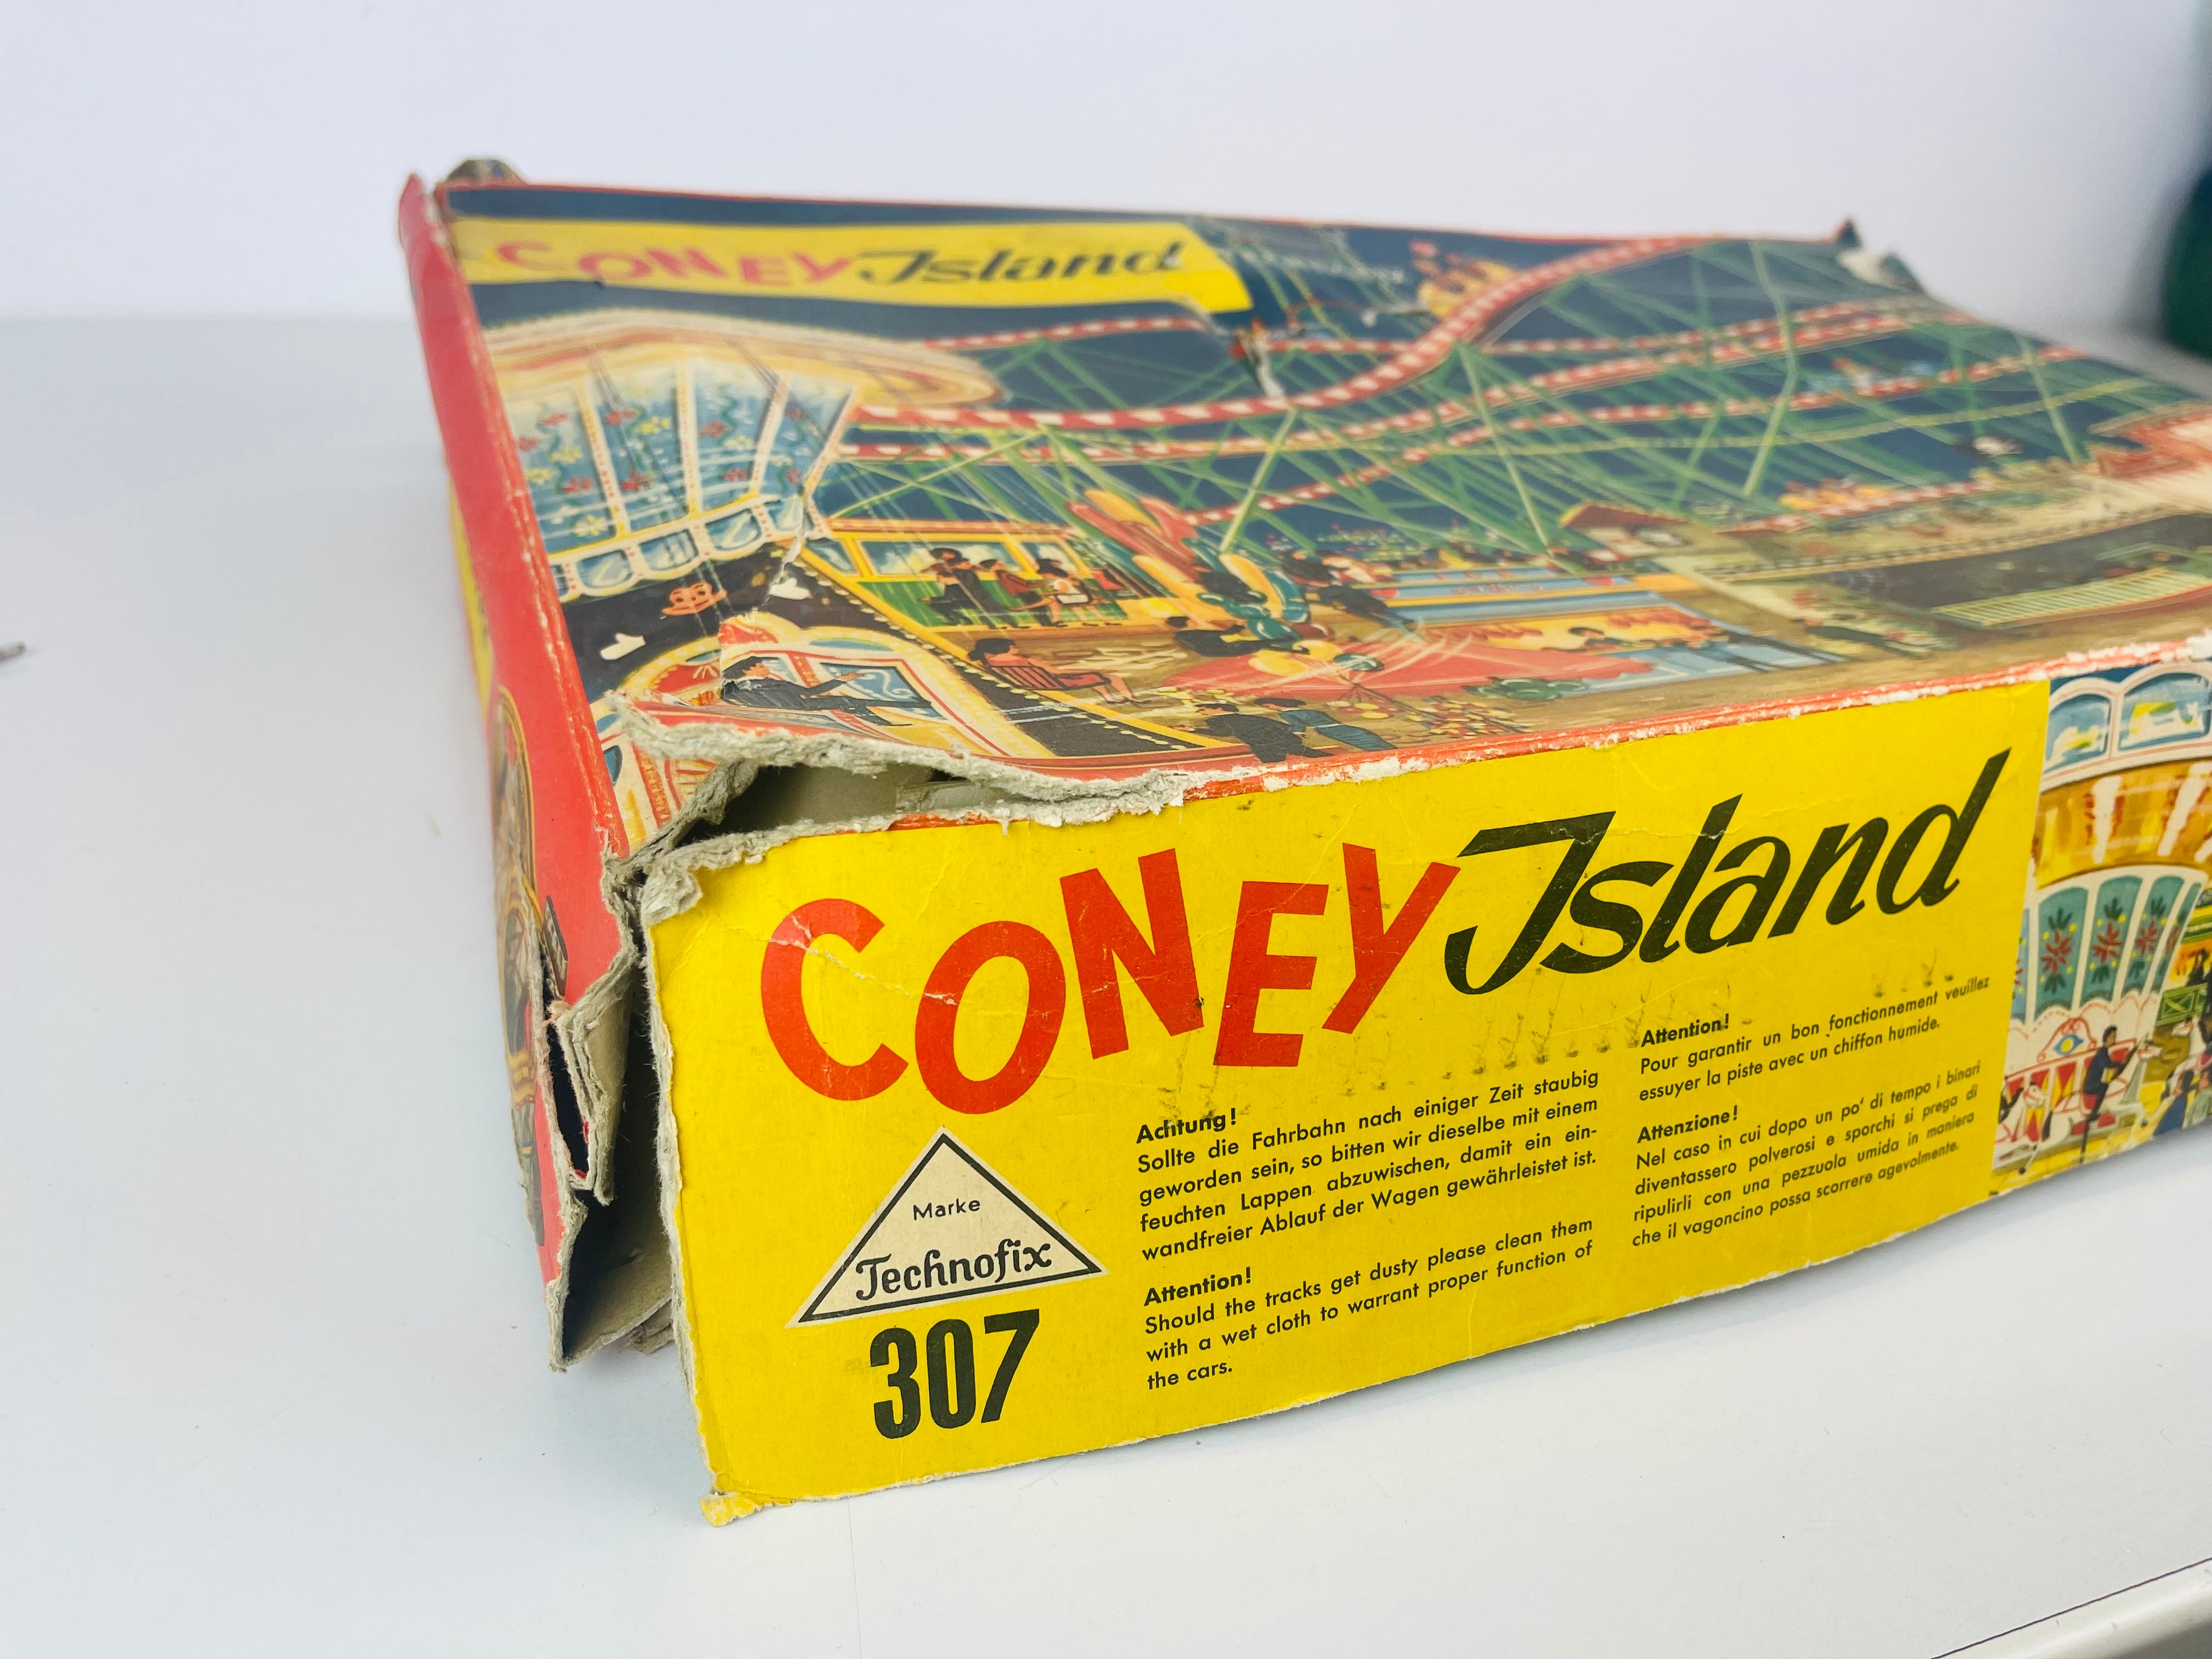 CONEY Island
CONEY Island
Marke
Technofix
307
Achtung!
Sollte die Fahrbahn nach einiger Zeit staubig
geworden sein, so bitten wir dieselbe mit einem
feuchten Lappen abzuwischen, damit ein ein-
wandfreier Ablauf der Wagen gewährleistet ist.
Attention!
Should the tracks get dusty please clean them
with a wet cloth to warrant proper function of
the cars.
Attention!
Pour garantir un bon fonctionnement veuillez
essuyer la piste avec un chiffon humide.
Attenzione!
Nel caso in cui dopo un po' di tempo i binari
diventassero polverosi e sporchi si prega di
ripulirli con una pezzuola umida in maniera
che il vagoncino possa scorrere agevolmente.